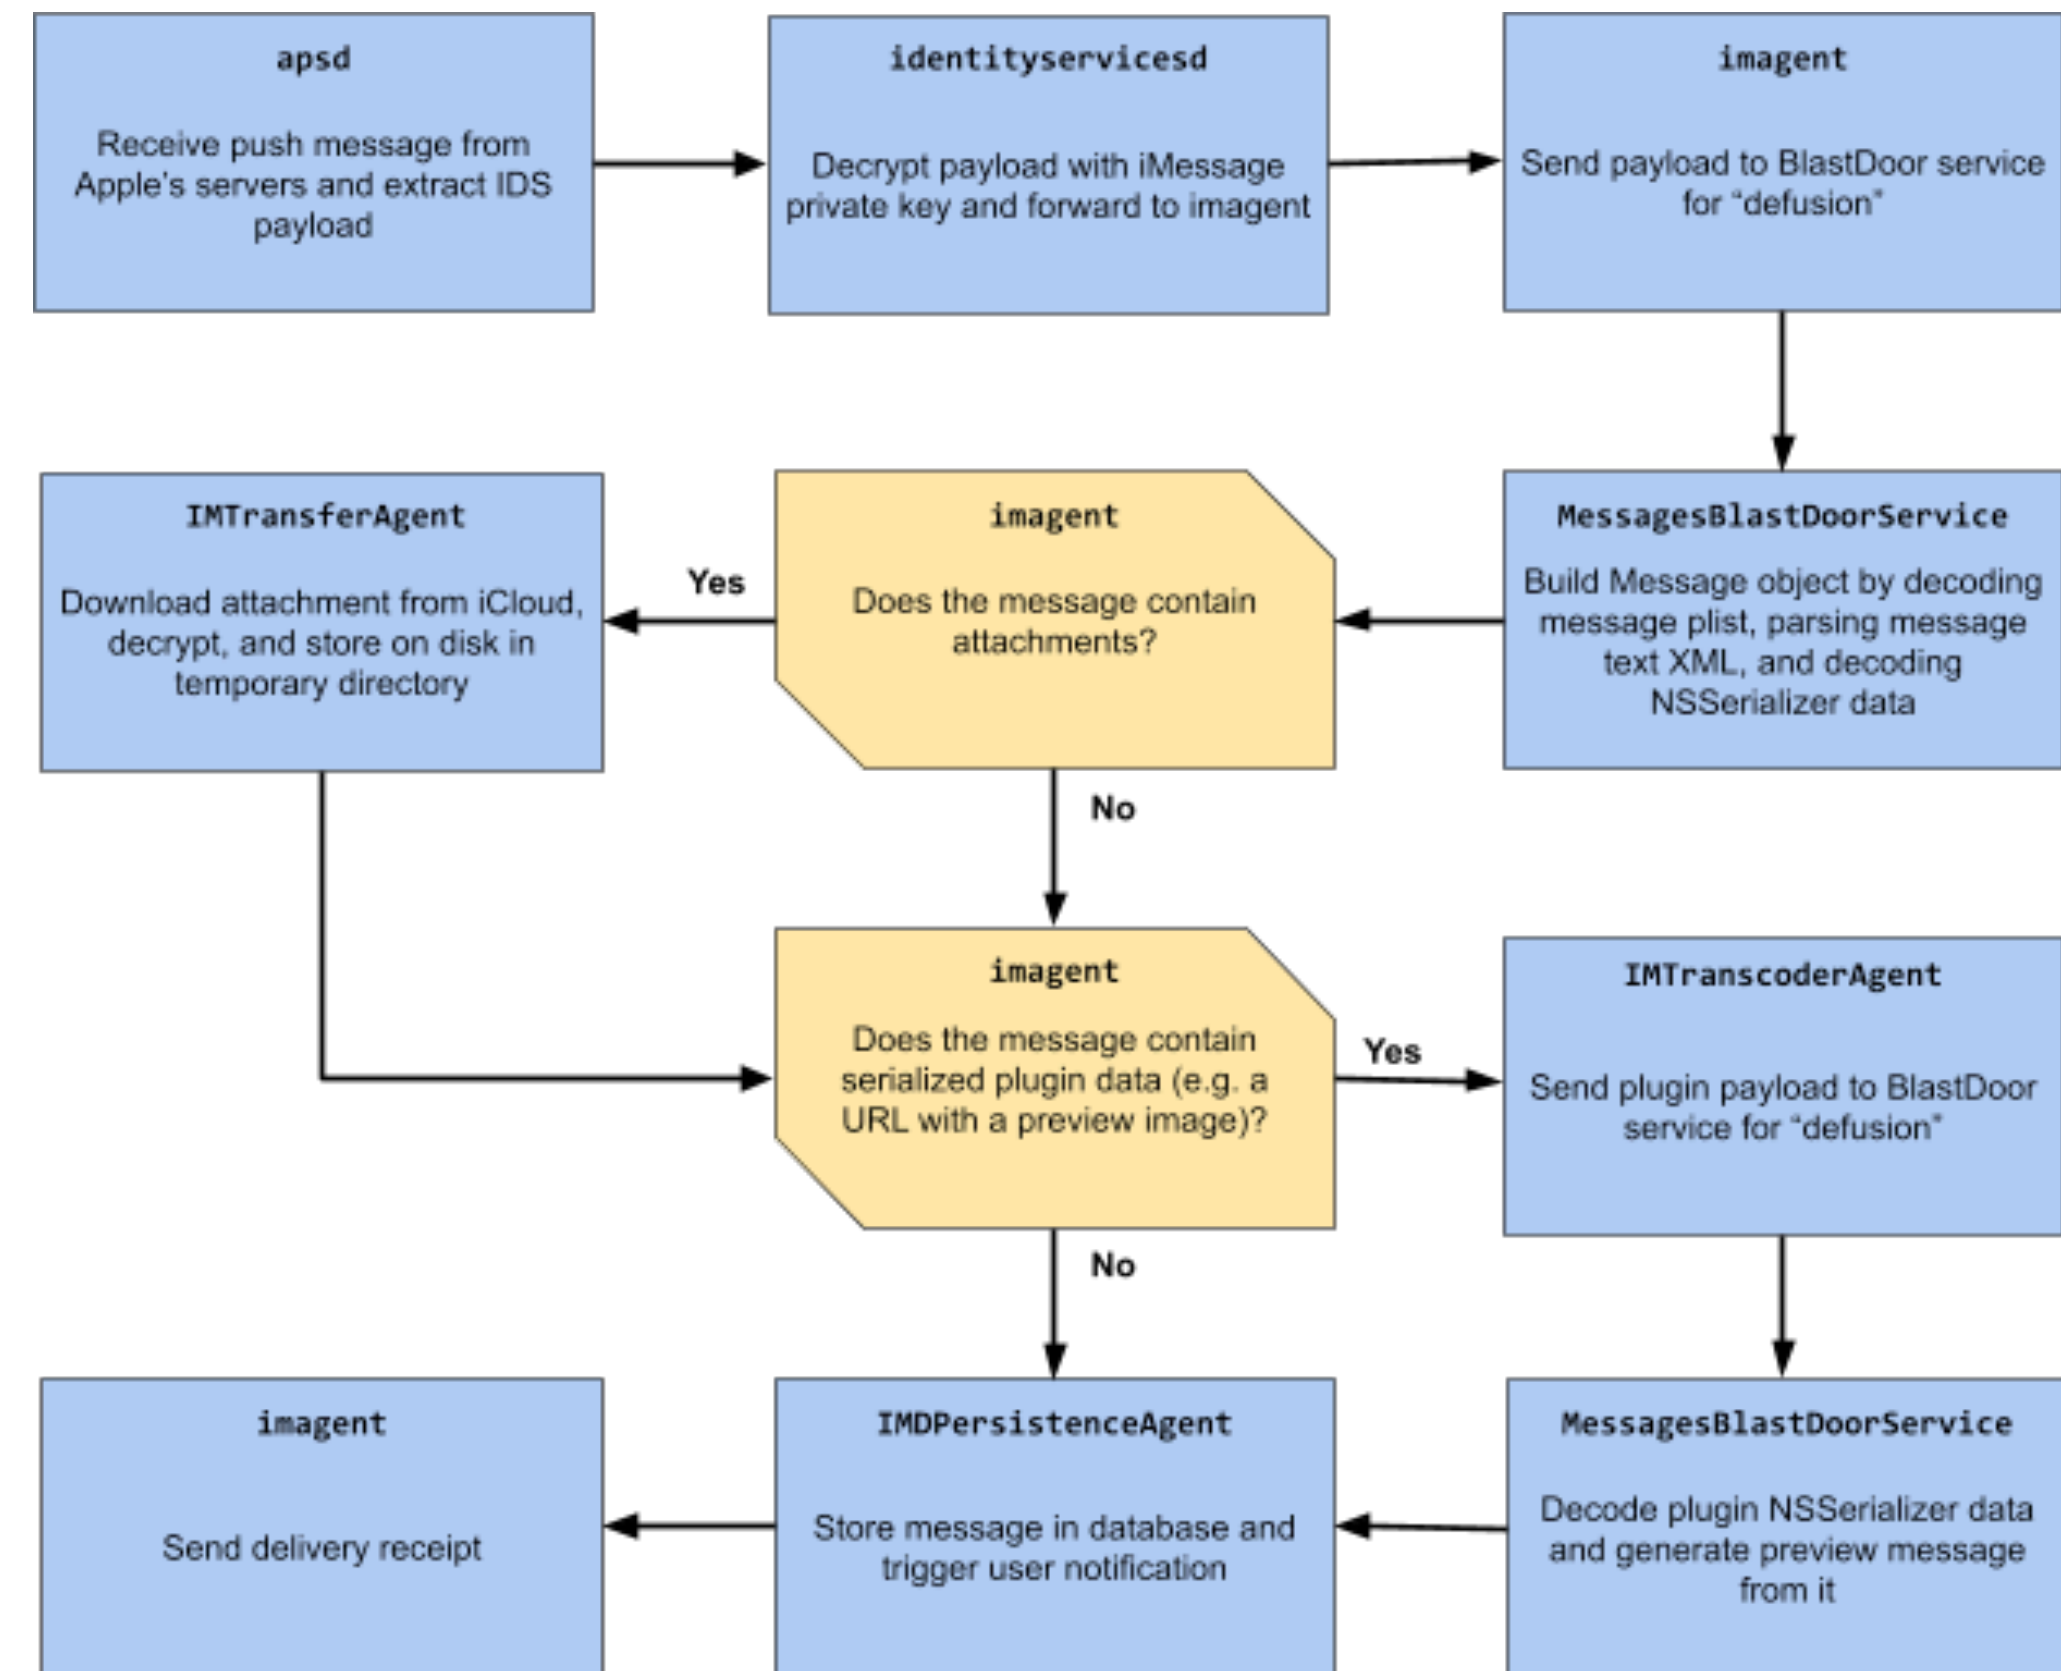 apsd
Receive push message from
Apple's servers and extract IDS
payload
identityservicesd
Decrypt payload with iMessage
private key and forward to imagent
imagent
Send payload to BlastDoor service
for “defusion”
IMTransferAgent
Download attachment from iCloud,
decrypt, and store on disk in
temporary directory
Yes
imagent
Does the message contain
attachments?
MessagesBlastDoorService
Build Message object by decoding
message plist, parsing message
text XML, and decoding
NSSerializer data
No
imagent
Does the message contain
serialized plugin data (e.g. a
URL with a preview image)?
Yes
IMTranscoderAgent
Send plugin payload to BlastDoor
service for “defusion”
No
imagent
Send delivery receipt
IMDPersistenceAgent
Store message in database and
trigger user notification
MessagesBlastDoorService
Decode plugin NSSerializer data
and generate preview message
from it